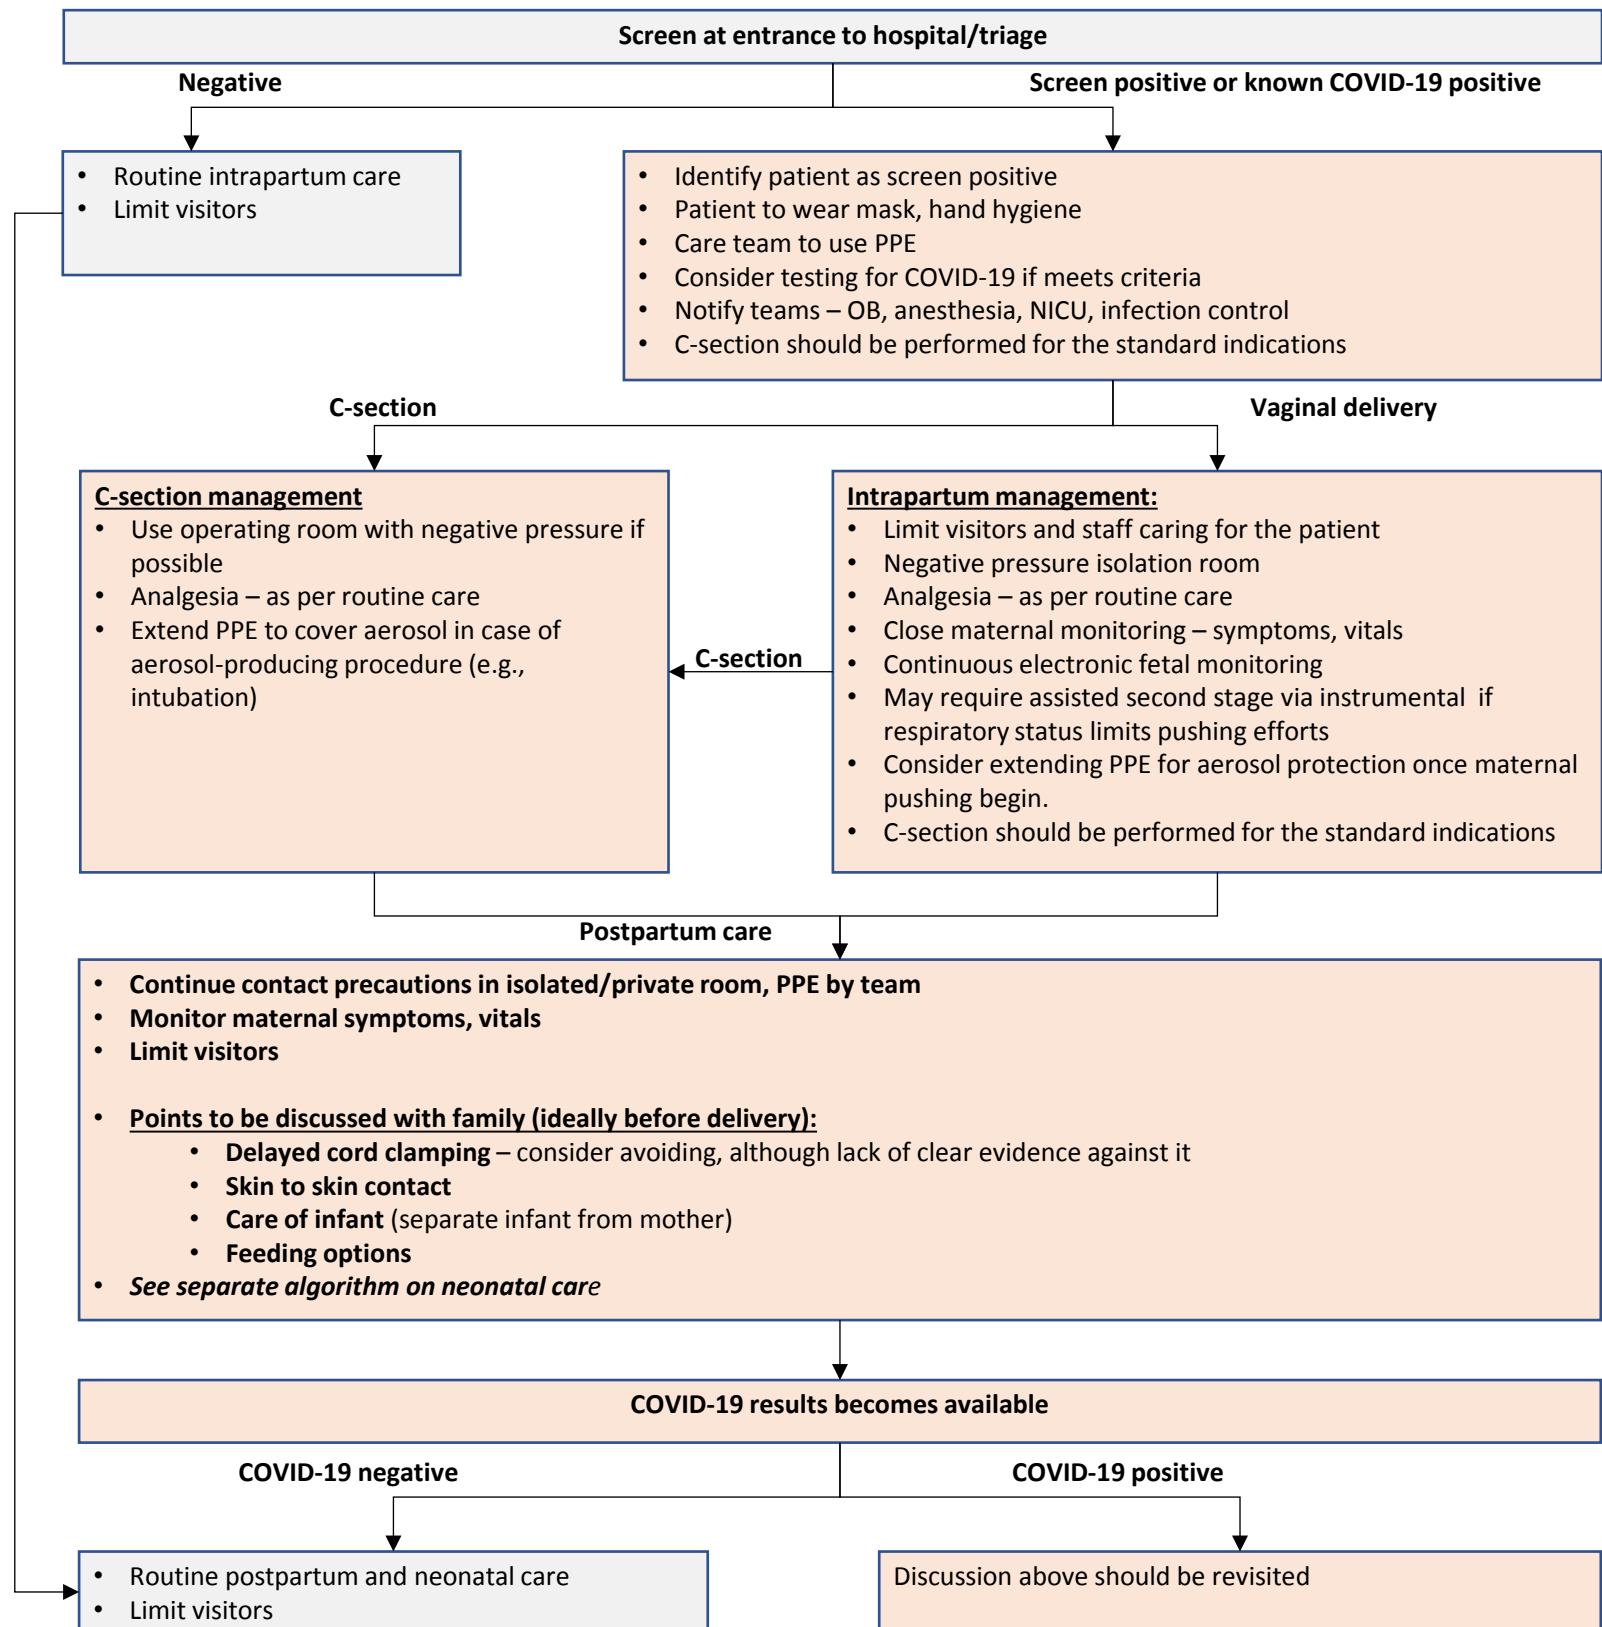 Screen at entrance to hospital/triage
Negative
Screen positive or known COVID-19 positive
• Routine intrapartum care
• Limit visitors
• Identify patient as screen positive
• Patient to wear mask, hand hygiene
• Care team to use PPE
• Consider testing for COVID-19 if meets criteria
• Notify teams – OB, anesthesia, NICU, infection control
• C-section should be performed for the standard indications
C-section
Vaginal delivery
C-section management
• Use operating room with negative pressure if
possible
• Analgesia – as per routine care
• Extend PPE to cover aerosol in case of
aerosol-producing procedure (e.g.,
intubation)
C-section
Intrapartum management:
• Limit visitors and staff caring for the patient
• Negative pressure isolation room
• Analgesia – as per routine care
• Close maternal monitoring – symptoms, vitals
• Continuous electronic fetal monitoring
• May require assisted second stage via instrumental if
respiratory status limits pushing efforts
• Consider extending PPE for aerosol protection once maternal
pushing begin.
• C-section should be performed for the standard indications
Postpartum care
• Continue contact precautions in isolated/private room, PPE by team
• Monitor maternal symptoms, vitals
• Limit visitors
• Points to be discussed with family (ideally before delivery):
• Delayed cord clamping – consider avoiding, although lack of clear evidence against it
• Skin to skin contact
• Care of infant (separate infant from mother)
• Feeding options
• See separate algorithm on neonatal care
COVID-19 results becomes available
COVID-19 negative
COVID-19 positive
• Routine postpartum and neonatal care
• Limit visitors
Discussion above should be revisited